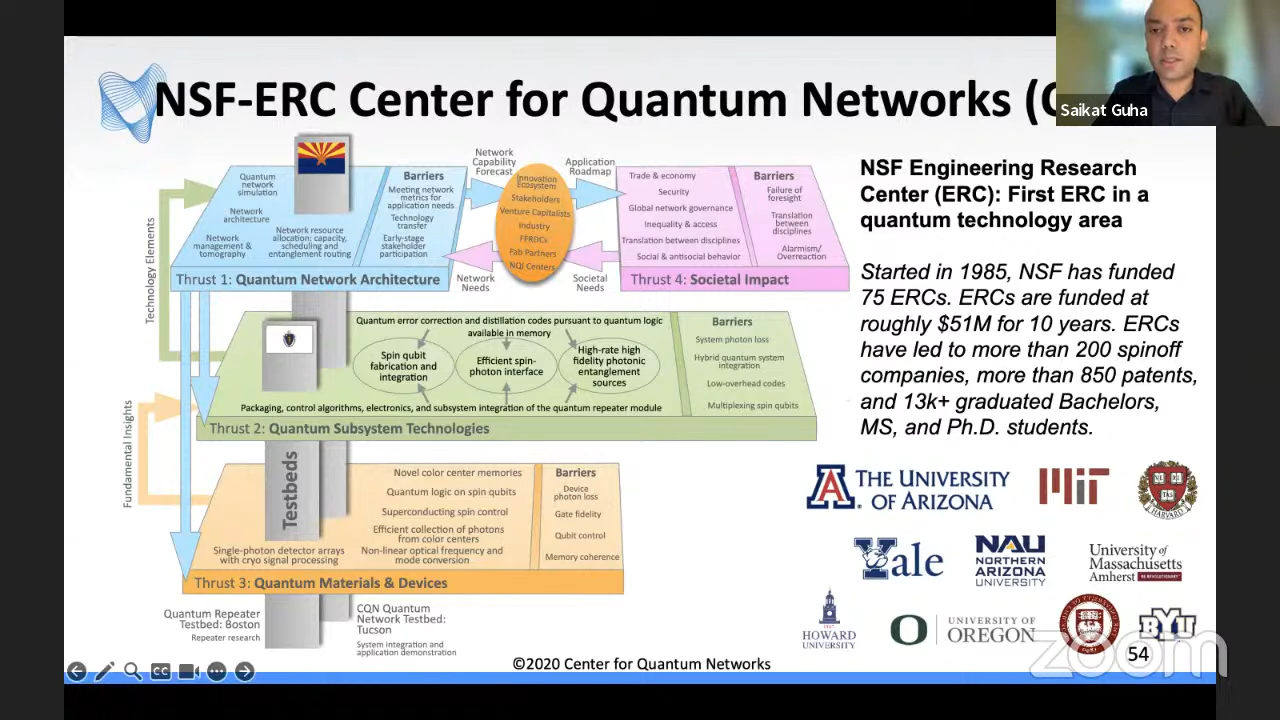 NSF-ERC Center for Quantum Networks (
Saikat Guha
Technology Elements
Fundamental Insights
Quantum
network
simulation
Network
architecture
Network
management &
tomography
Network resource
allocation: capacity,
scheduling and
entanglement routing
Barriers
Meeting network
metrics for
application needs
Technology
transfer
Early-stage
stakeholder
participation
Thrust 1: Quantum Network Architecture
Network
Capability
Forecast
Application
Roadmap
Innovation
Ecosystem
Stakeholders
Venture Capitalists
Industry
FFRDCs
Fab Partners
NQI Centers
Network
Needs
Societal
Needs
Trade & economy
Security
Global network governance
Inequality & access
Translation between disciplines
Social & antisocial behavior
Barriers
Failure of
foresight
Translation
between
disciplines
Alarmism/
Overreaction
Thrust 4: Societal Impact
Quantum error correction and distillation codes pursuant to quantum logic
available in memory
Spin qubit
fabrication and
integration
Efficient spin-
photon interface
High-rate high
fidelity photonic
entanglement
sources
Packaging, control algorithms, electronics, and subsystem integration of the quantum repeater module
Barriers
System photon loss
Hybrid quantum system
integration
Low-overhead codes
Multiplexing spin qubits
Thrust 2: Quantum Subsystem Technologies
Testbeds
Novel color center memories
Quantum logic on spin qubits
Superconducting spin control
Efficient collection of photons
from color centers
Single-photon detector arrays
with cryo signal processing
Non-linear optical frequency and
mode conversion
Barriers
Device
photon loss
Gate fidelity
Qubit control
Memory coherence
Thrust 3: Quantum Materials & Devices
Quantum Repeater
Testbed: Boston
Repeater research
CQN Quantum
Network Testbed:
Tucson
System integration and
application demonstration
NSF Engineering Research
Center (ERC): First ERC in a
quantum technology area
Started in 1985, NSF has funded
75 ERCs. ERCs are funded at
roughly $51M for 10 years. ERCs
have led to more than 200 spinoff
companies, more than 850 patents,
and 13k+ graduated Bachelors,
MS, and Ph.D. students.
A
THE UNIVERSITY
OF ARIZONA
MIT
VE RI
TAS
HARVARD
Yale
NAU
NORTHERN
ARIZONA
UNIVERSITY
University of
Massachusetts
Amherst BE REVOLUTIONARY
1867
HOWARD
UNIVERSITY
O
UNIVERSITY OF
OREGON
BYU
©2020 Center for Quantum Networks
54
zoom
CC